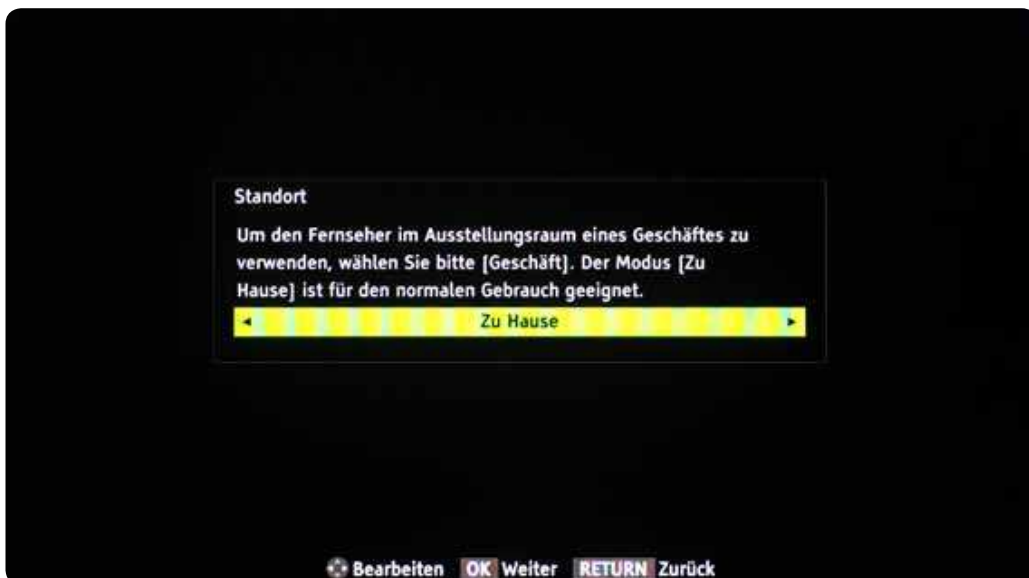 Standort
Um den Fernseher im Ausstellungsraum eines Geschäftes zu
verwenden, wählen Sie bitte [Geschäft]. Der Modus [Zu
Hause] ist für den normalen Gebrauch geeignet.
Zu Hause
Bearbeiten OK Weiter RETURN Zurück